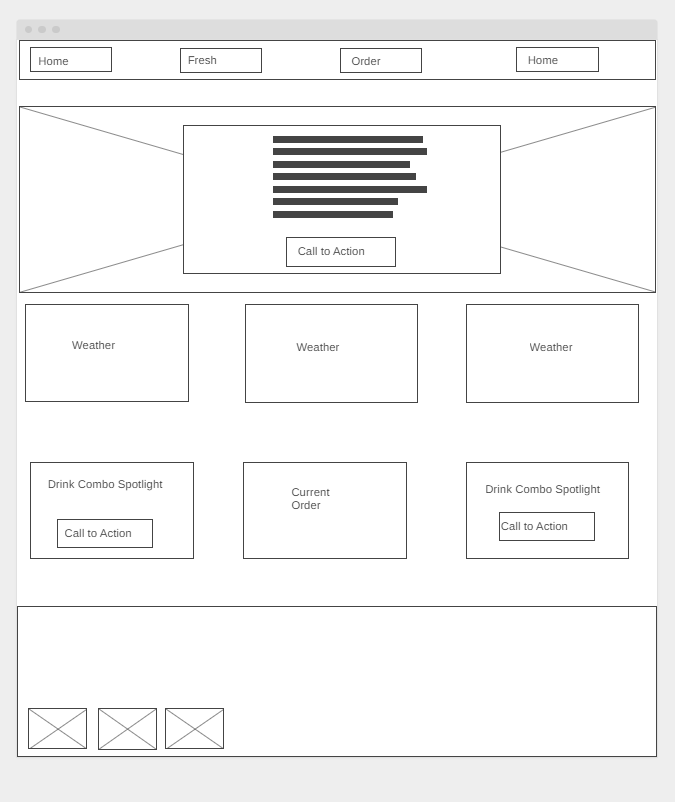 Home
Fresh
Order
Home
Call to Action
Weather
Weather
Weather
Drink Combo Spotlight
Call to Action
Current
Order
Drink Combo Spotlight
Call to Action